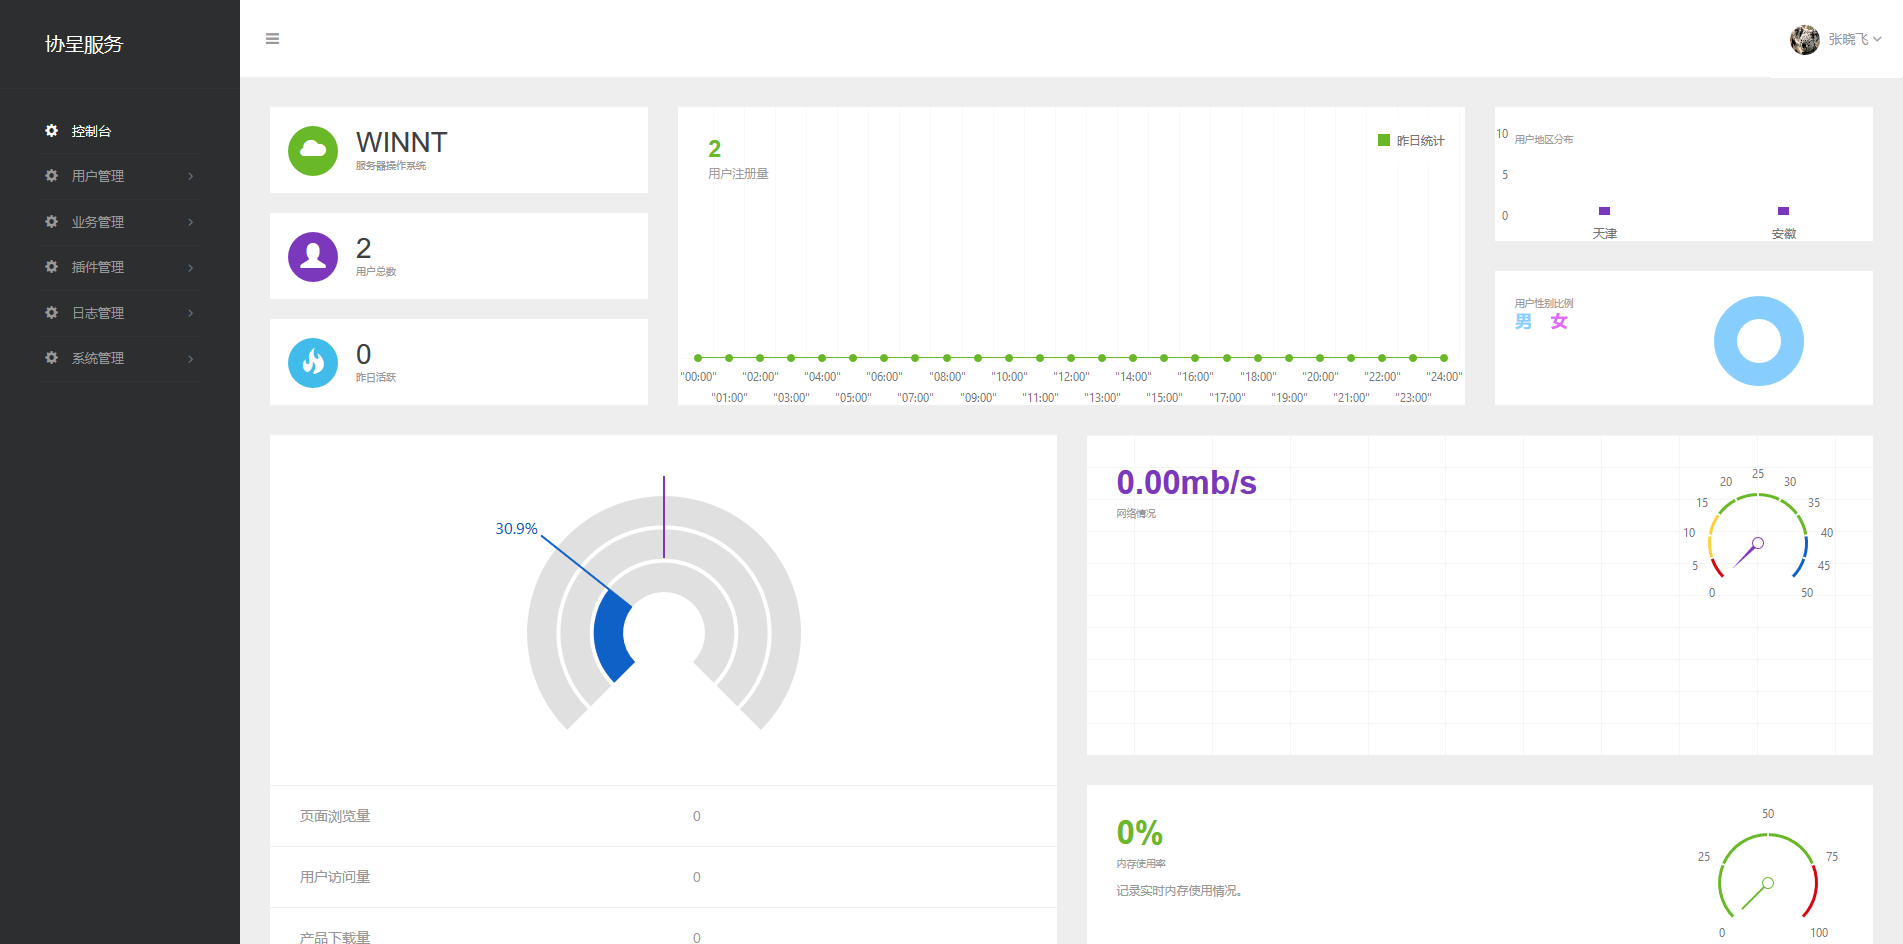 协呈服务
张晓飞
控制台
用户管理
业务管理
插件管理
日志管理
系统管理
WINNT
服务器操作系统
2
用户总数
0
昨日活跃
2
用户注册量
昨日统计
"00:00" "02:00" "04:00" "06:00" "08:00" "10:00" "12:00" "14:00" "16:00" "18:00" "20:00" "22:00" "24:00"
"01:00" "03:00" "05:00" "07:00" "09:00" "11:00" "13:00" "15:00" "17:00" "19:00" "21:00" "23:00"
10
用户地区分布
5
0
天津 安徽
用户性别比例
男 女
30.9%
页面浏览量 0
用户访问量 0
产品下载量 0
0.00mb/s
网络情况
0 5 10 15 20 25 30 35 40 45 50
0%
内存使用率
记录实时内存使用情况。
0 25 50 75 100